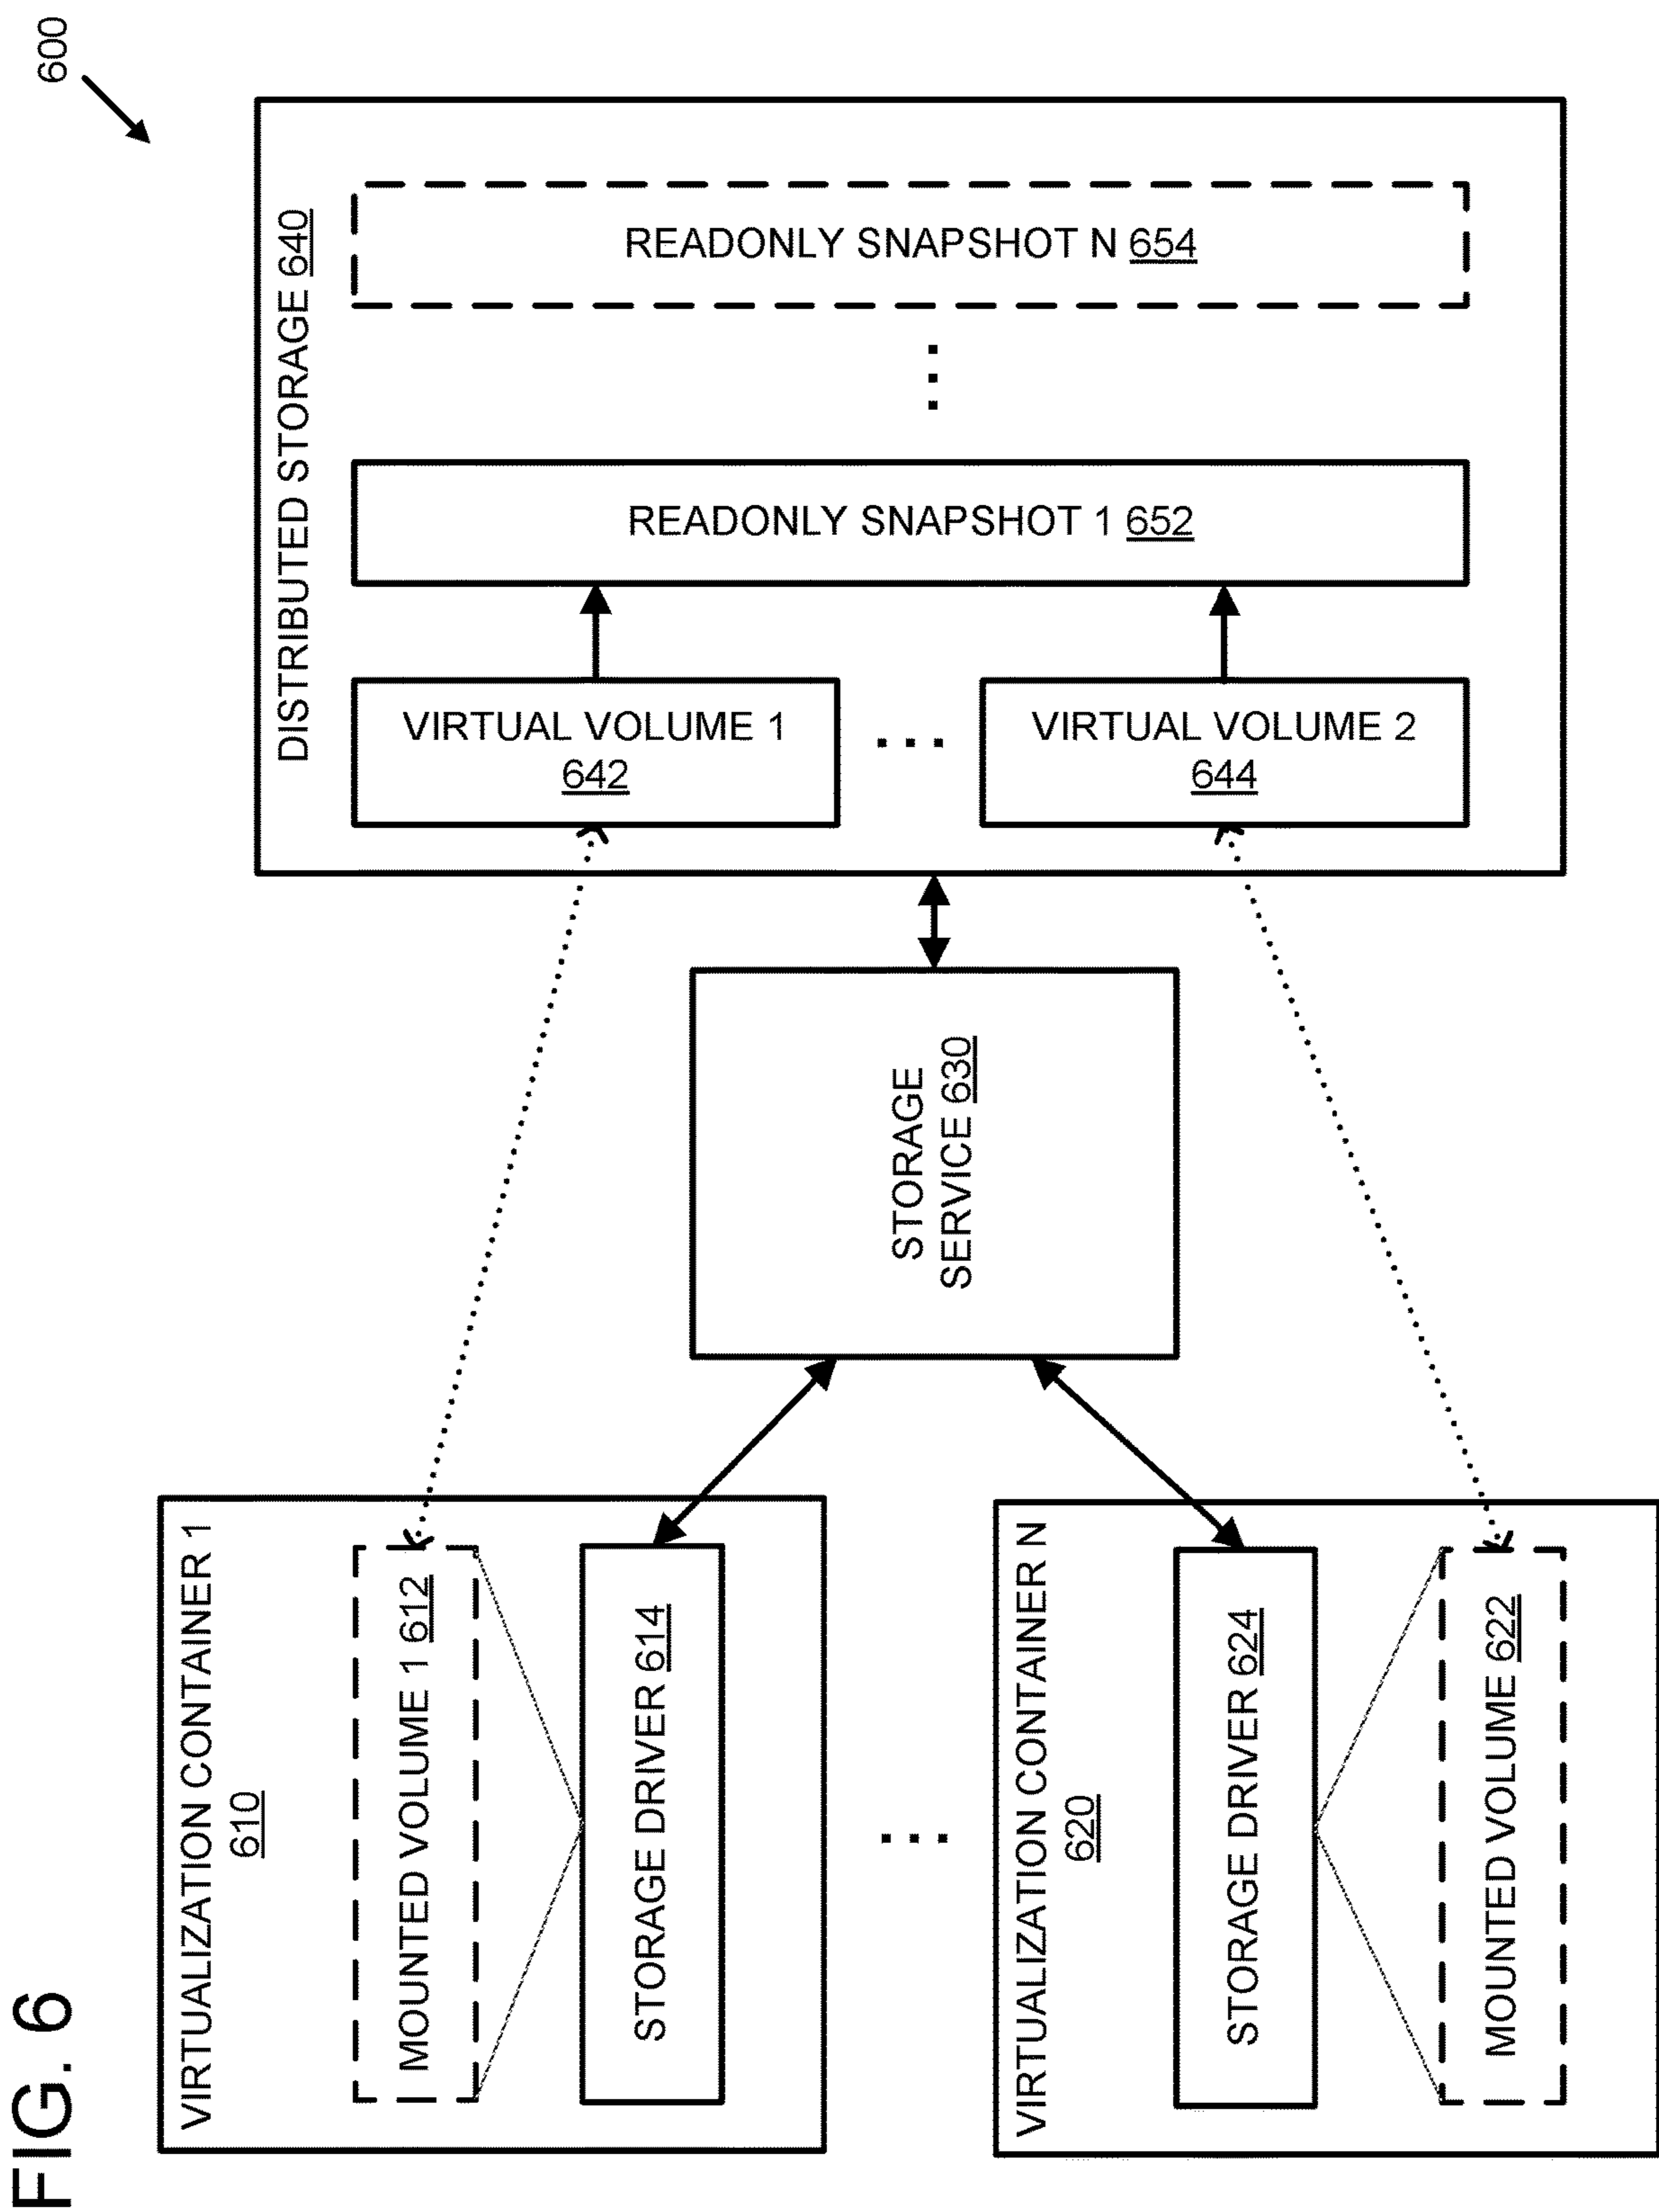 FIG. 6
600
VIRTUALIZATION CONTAINER 1
610
MOUNTED VOLUME 1 612
STORAGE DRIVER 614
...
VIRTUALIZATION CONTAINER N
620
STORAGE DRIVER 624
MOUNTED VOLUME 622
STORAGE
SERVICE 630
DISTRIBUTED STORAGE 640
VIRTUAL VOLUME 1
642
...
VIRTUAL VOLUME 2
644
READONLY SNAPSHOT 1 652
...
READONLY SNAPSHOT N 654